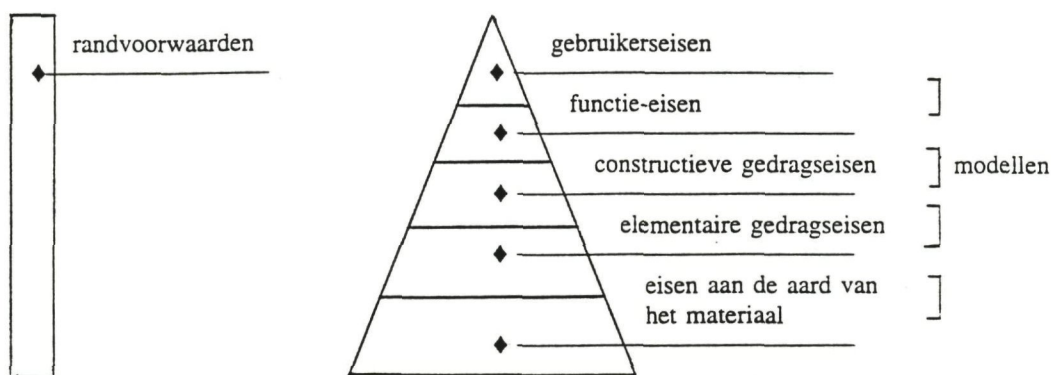 randvoorwaarden
gebruikerseisen
functie-eisen
constructieve gedragseisen
modellen
elementaire gedragseisen
eisen aan de aard van
het materiaal